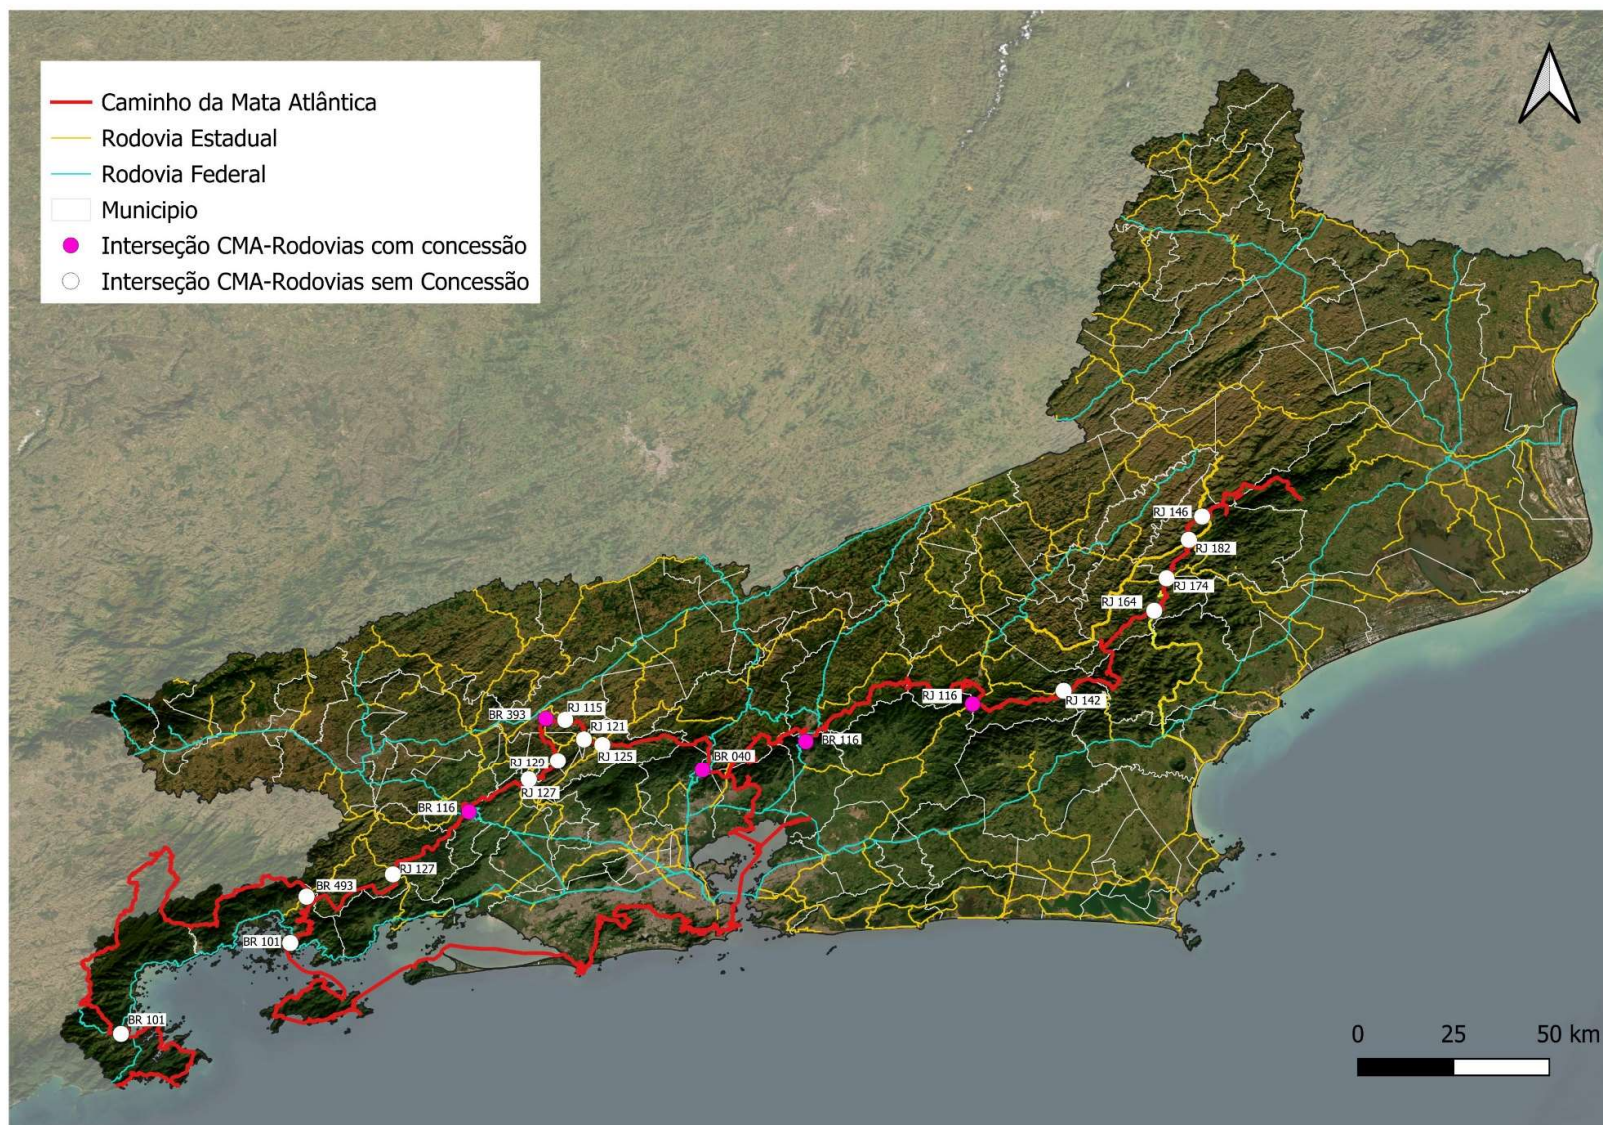 Caminho da Mata Atlântica
Rodovia Estadual
Rodovia Federal
Municipio
Interseção CMA-Rodovias com concessão
Interseção CMA-Rodovias sem Concessão
RJ 146
RJ 182
RJ 174
RJ 164
RJ 116
RJ 142
BR 393
RJ 115
RJ 121
RJ 125
BR 116
BR 040
RJ 129
RJ 127
BR 116
RJ 127
BR 493
BR 101
BR 101
0 25 50 km